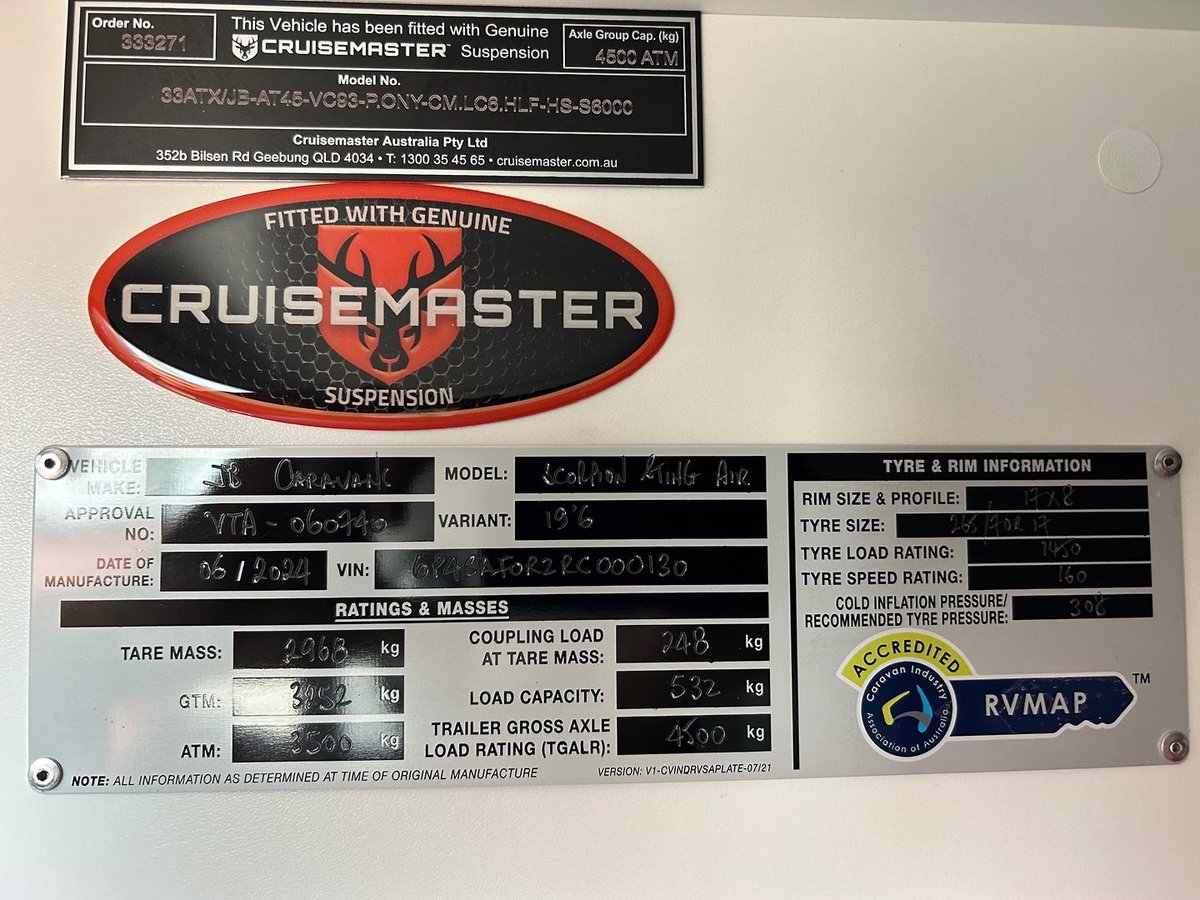 Order No.
333271
This Vehicle has been fitted with Genuine
CRUISEMASTER™ Suspension
Axle Group Cap. (kg)
4500 ATM
Model No.
33ATX/JB-AT45-VC93-P.ONY-CM.LC6.HLF-HS-S6000
Cruisemaster Australia Pty Ltd
352b Bilsen Rd Geebung QLD 4034 • T: 1300 35 45 65 • cruisemaster.com.au
FITTED WITH GENUINE
CRUISEMASTER
SUSPENSION
VEHICLE MAKE: JB CARAVANS
MODEL: SCORPION STING AIR
APPROVAL NO: VTA-060740
VARIANT: 19'6
DATE OF MANUFACTURE: 06/2024
VIN:
RATINGS & MASSES
TARE MASS: 2968 kg
COUPLING LOAD AT TARE MASS: 248 kg
GTM: 3252 kg
LOAD CAPACITY: 532 kg
ATM: 3500 kg
TRAILER GROSS AXLE LOAD RATING (TGALR): 4500 kg
NOTE: ALL INFORMATION AS DETERMINED AT TIME OF ORIGINAL MANUFACTURE
VERSION: V1-CVINDRVSAPLATE-07/21
TYRE & RIM INFORMATION
RIM SIZE & PROFILE: 17x8
TYRE SIZE: 265/70R17
TYRE LOAD RATING: 1450
TYRE SPEED RATING: 160
COLD INFLATION PRESSURE/
RECOMMENDED TYRE PRESSURE: 308
ACCREDITED
Caravan Industry
Association of Australia
RVMAP™